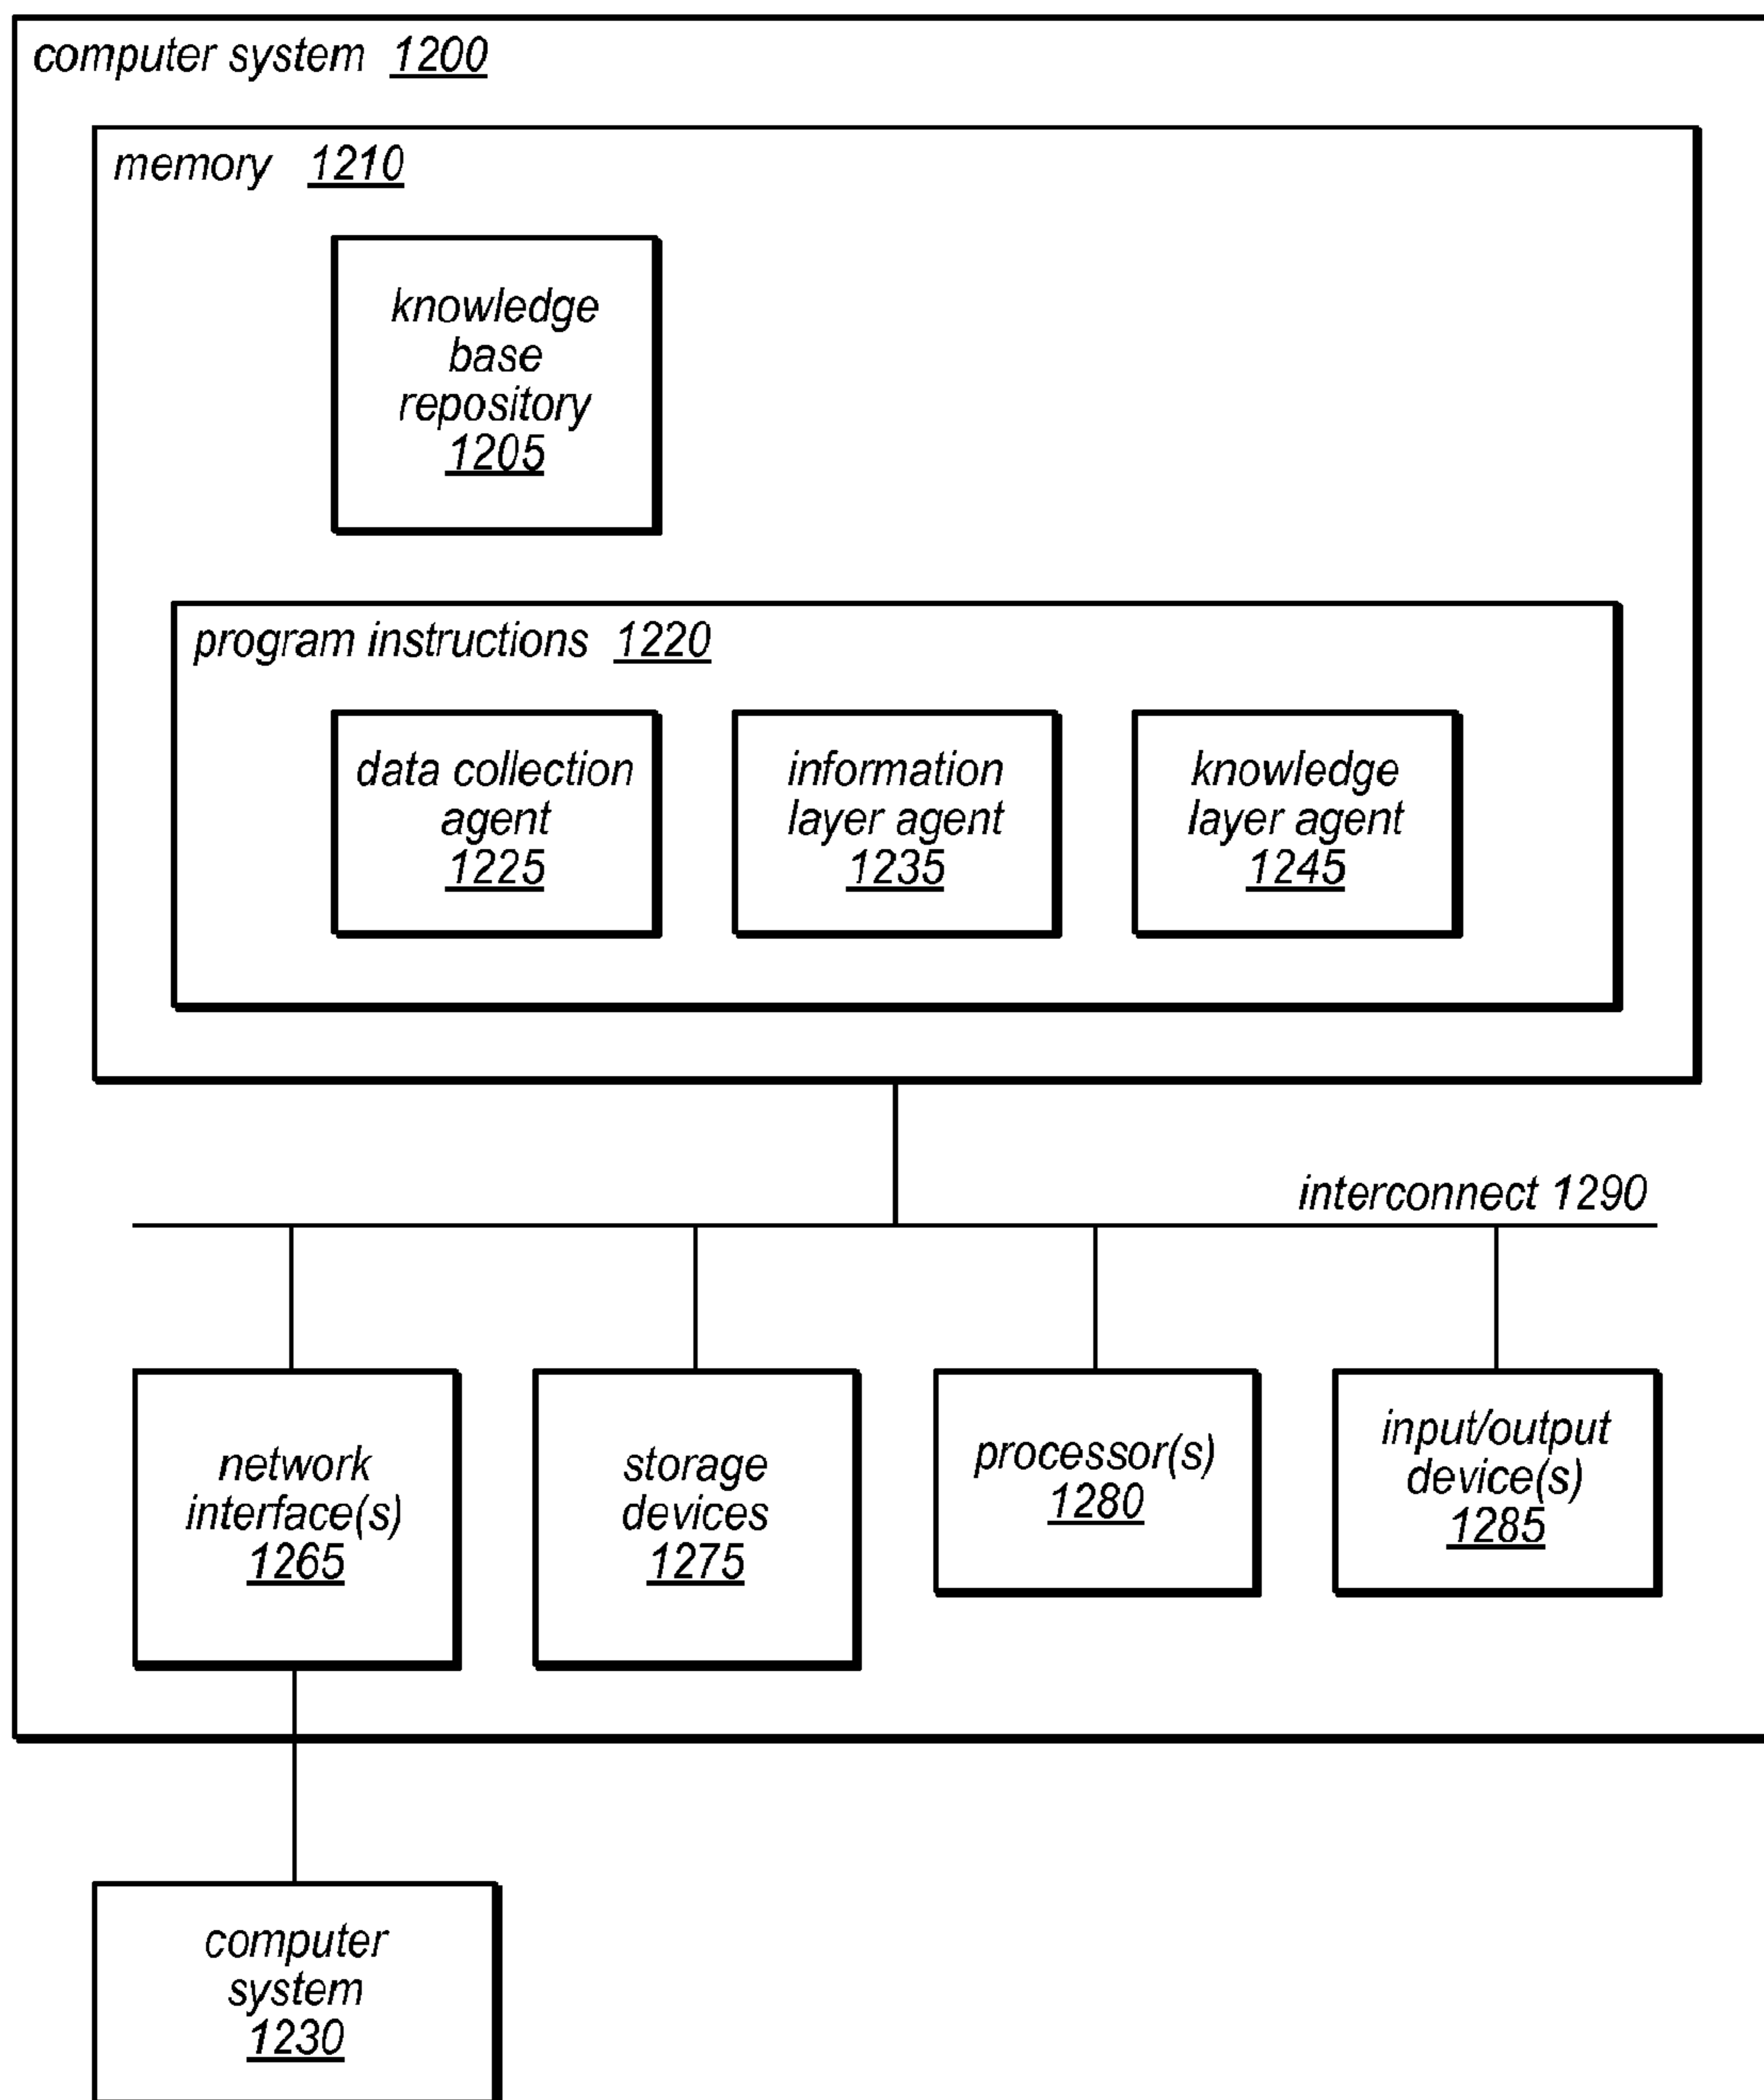 computer system 1200
memory 1210
knowledge
base
repository
1205
program instructions 1220
data collection
agent
1225
information
layer agent
1235
knowledge
layer agent
1245
interconnect 1290
network
interface(s)
1265
storage
devices
1275
processor(s)
1280
input/output
device(s)
1285
computer
system
1230